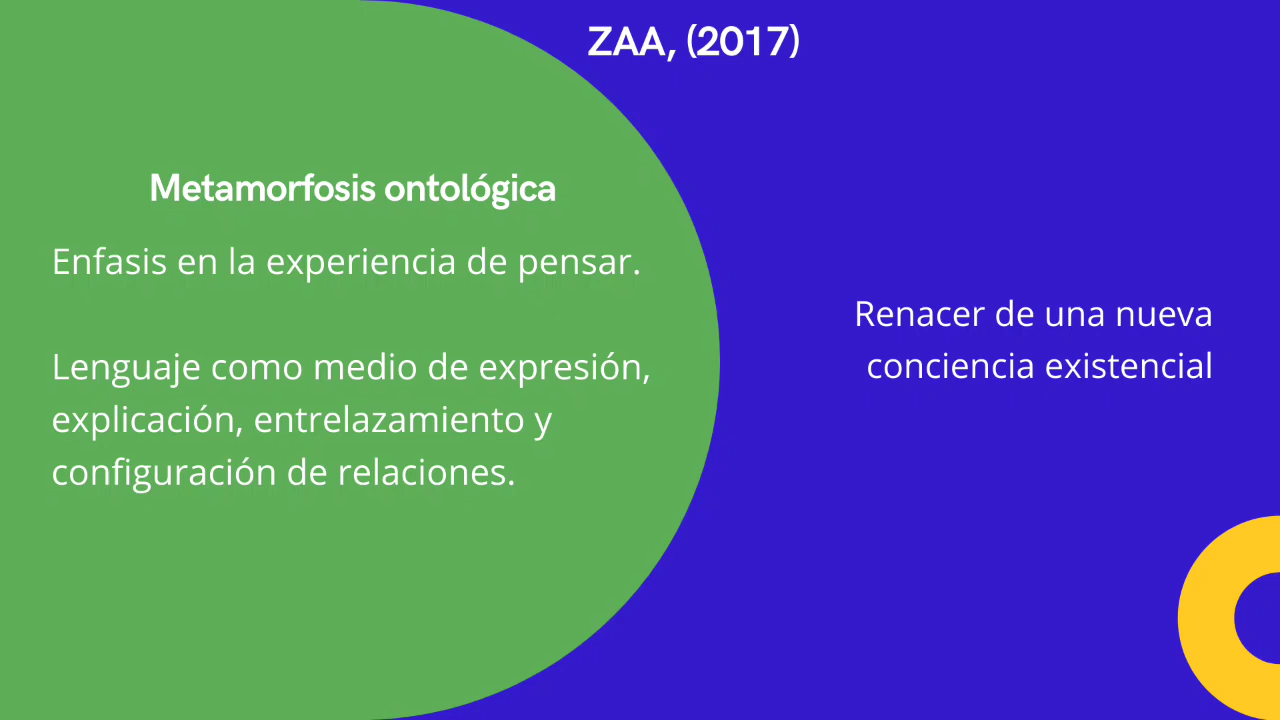 ZAA, (2017)
Metamorfosis ontológica
Enfasis en la experiencia de pensar.
Lenguaje como medio de expresión,
explicación, entrelazamiento y
configuración de relaciones.
Renacer de una nueva
conciencia existencial